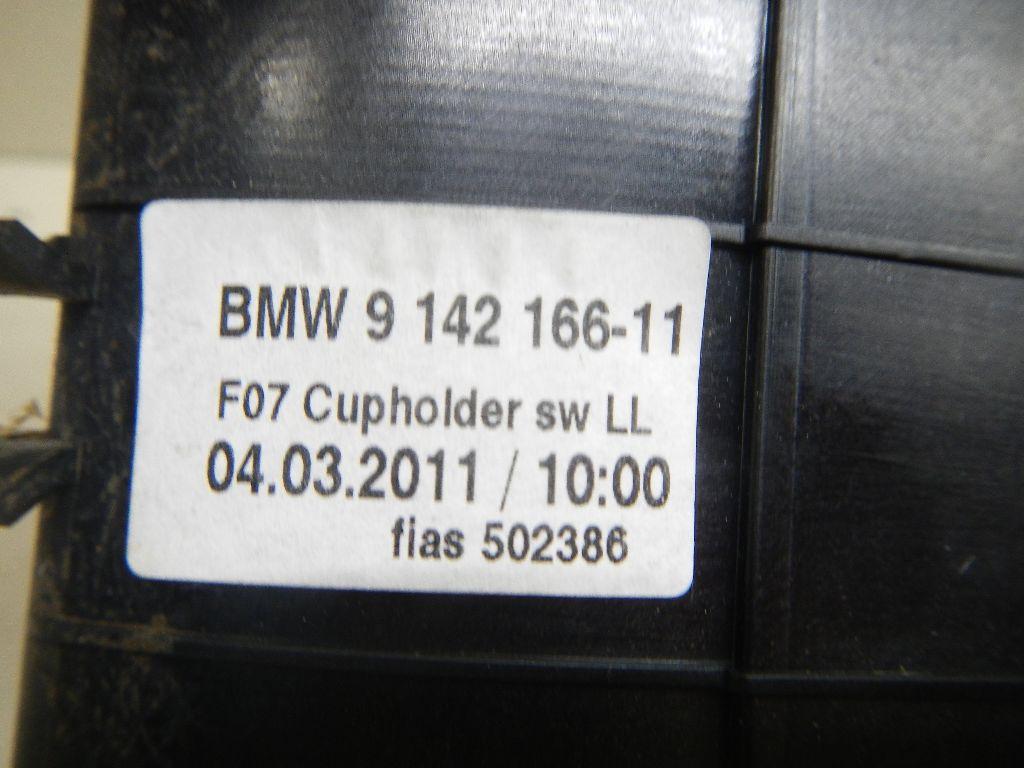 BMW 9 142 166-11
F07 Cupholder sw LL
04.03.2011 / 10:00
fias 502386